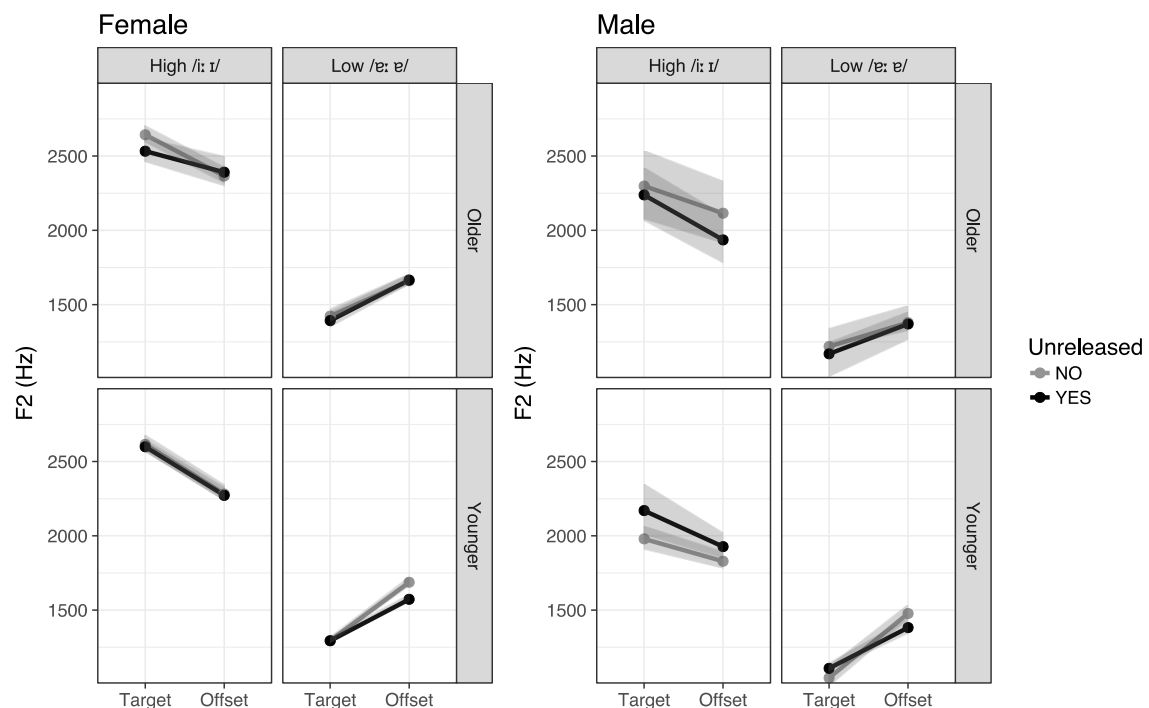 Female
High /iː ɪ/
Low /ɐː ɐ/
F2 (Hz)
2500
2000
1500
Older
2500
2000
1500
Younger
Target
Offset
Target
Offset
Male
High /iː ɪ/
Low /ɐː ɐ/
F2 (Hz)
2500
2000
1500
Older
2500
2000
1500
Younger
Target
Offset
Target
Offset
Unreleased
NO
YES